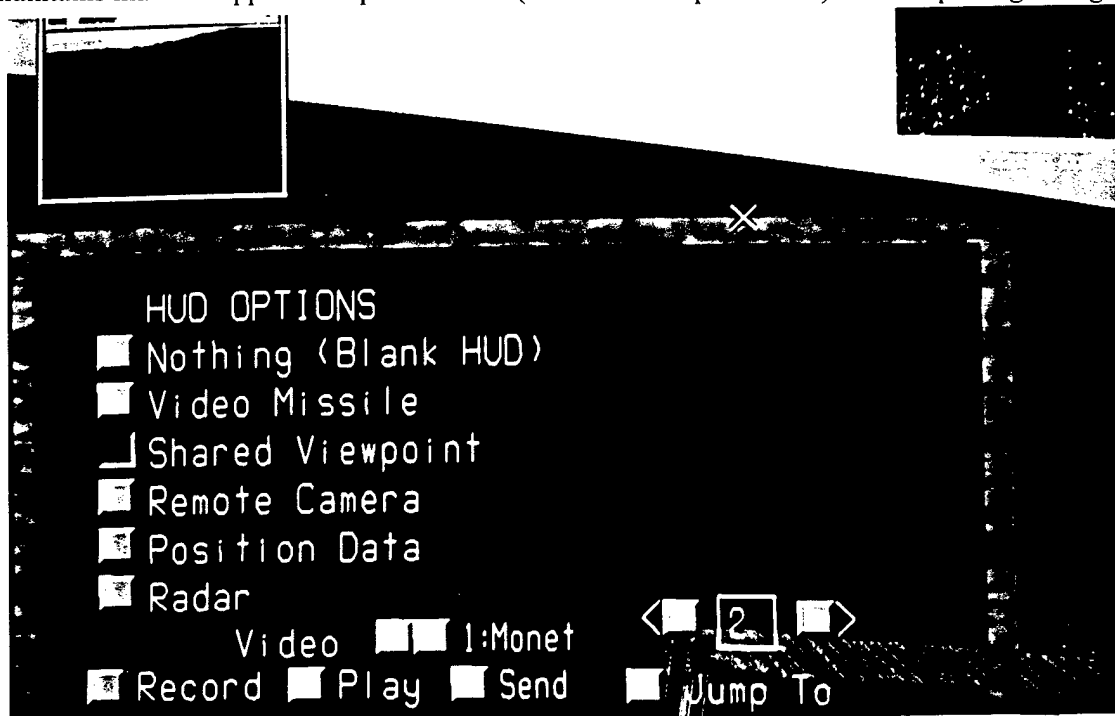 HUD OPTIONS
Nothing (Blank HUD)
Video Missile
Shared Viewpoint
Remote Camera
Position Data
Radar
< 2 >
Video 1:Monet
Record Play Send Jump To